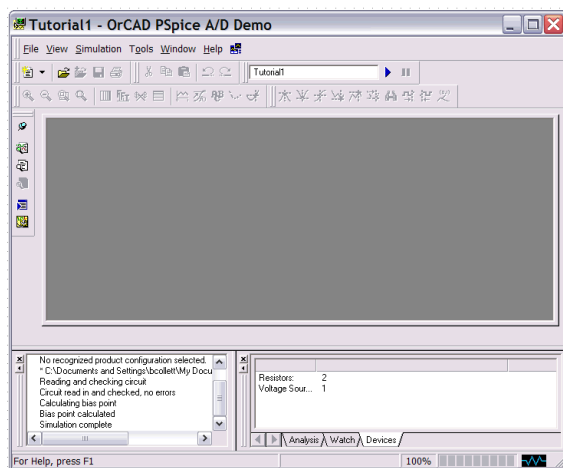 Tutorial1 - OrCAD PSpice A/D Demo
File View Simulation Tools Window Help
Tutorial1
No recognized product configuration selected.
* C:\Documents and Settings\bcollett\My Docu
Reading and checking circuit
Circuit read in and checked, no errors
Calculating bias point
Bias point calculated
Simulation complete
Resistors: 2
Voltage Sour... 1
Analysis Watch Devices
For Help, press F1
100%